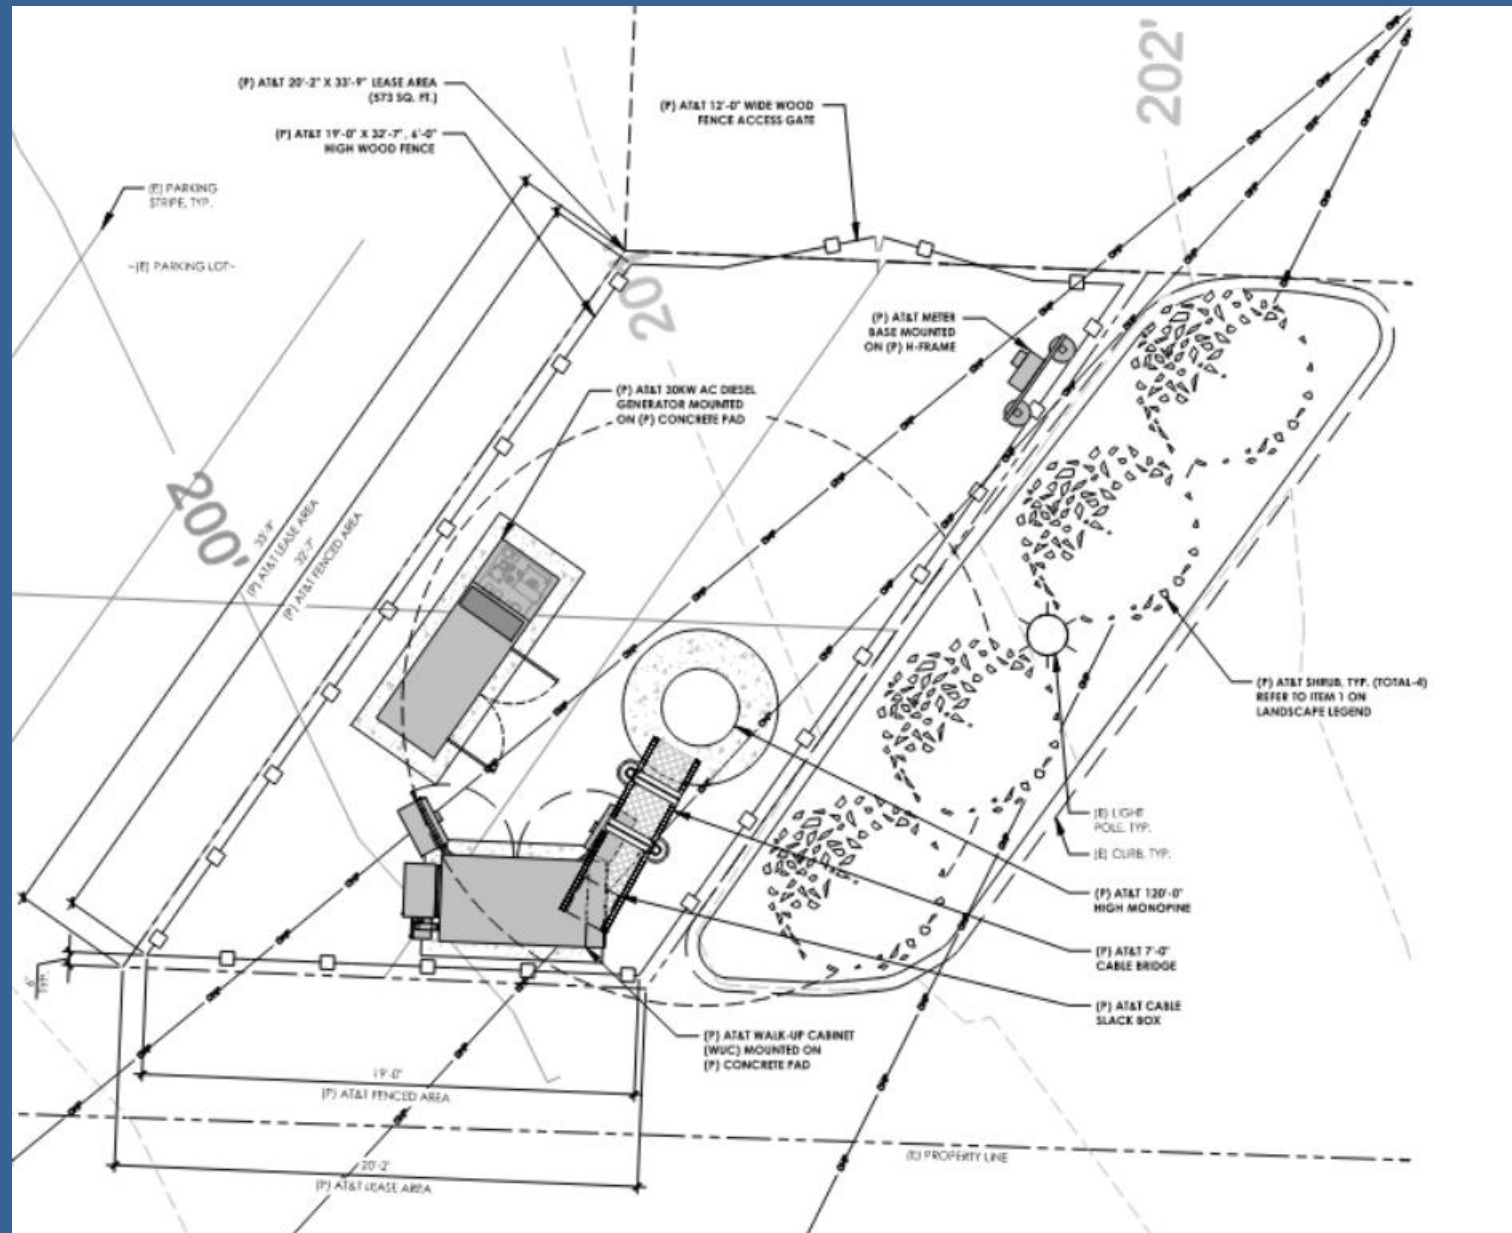 202'
(P) AT&T 20'-2" X 33'-9" LEASE AREA
(573 SQ. FT.)
(P) AT&T 19'-0" X 32'-7", 6'-0"
HIGH WOOD FENCE
(P) AT&T 12'-0" WIDE WOOD
FENCE ACCESS GATE
(E) PARKING
STRIPE, TYP.
~(E) PARKING LOT~
(P) AT&T METER
BASE MOUNTED
ON (P) H-FRAME
(P) AT&T 30KW AC DIESEL
GENERATOR MOUNTED
ON (P) CONCRETE PAD
200'
33'-9"
(P) AT&T LEASE AREA
32'-7"
(P) AT&T FENCED AREA
(P) AT&T SHRUB, TYP. (TOTAL-4)
REFER TO ITEM 1 ON
LANDSCAPE LEGEND
(E) LIGHT
POLE, TYP.
(E) CURB, TYP.
(P) AT&T 120'-0"
HIGH MONOPINE
(P) AT&T 7'-0"
CABLE BRIDGE
(P) AT&T CABLE
SLACK BOX
6"
TYP.
(P) AT&T WALK-UP CABINET
(WUC) MOUNTED ON
(P) CONCRETE PAD
19'-0"
(P) AT&T FENCED AREA
(E) PROPERTY LINE
20'-2"
(P) AT&T LEASE AREA